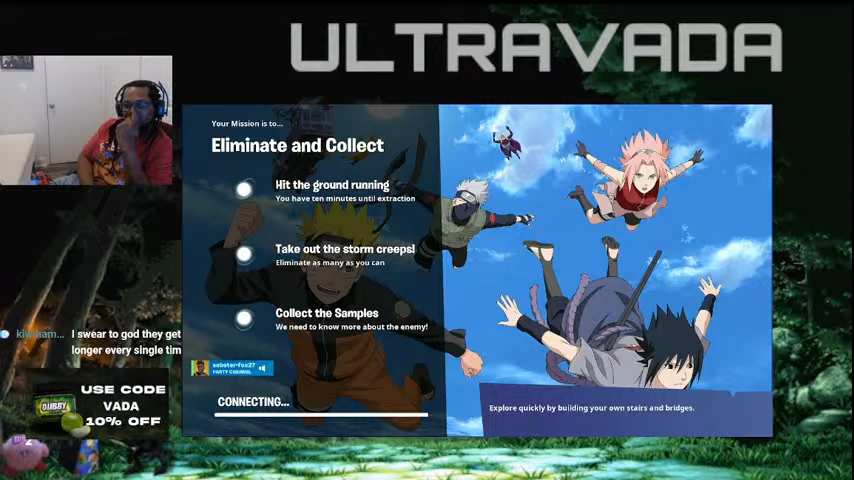 ULTRAVADA
Your Mission is to...
Eliminate and Collect
Hit the ground running
You have ten minutes until extraction
Take out the storm creeps!
Eliminate as many as you can
Collect the Samples
We need to know more about the enemy!
sebsterfox27
PARTY CHANNEL
CONNECTING...
Explore quickly by building your own stairs and bridges.
kiwiham... I swear to god they get
longer every single tim
DUBBY
USE CODE
VADA
10% OFF
2